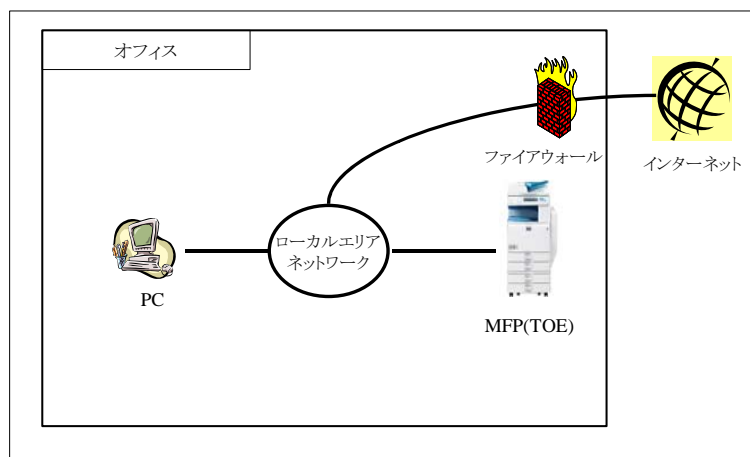 オフィス
ファイアウォール
インターネット
ローカルエリア
ネットワーク
PC
MFP(TOE)